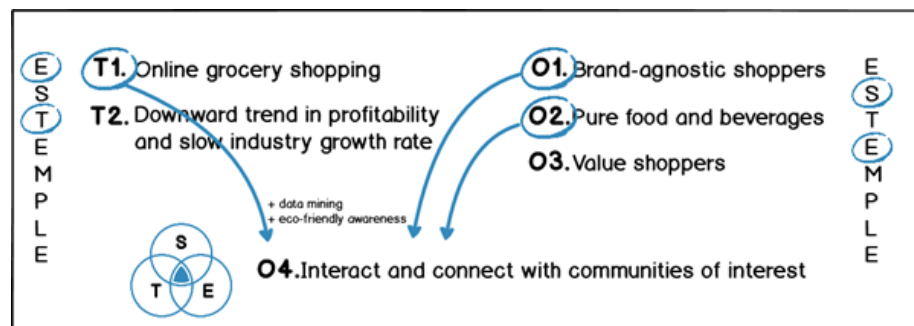 E
S
T
E
M
P
L
E
T1. Online grocery shopping
T2. Downward trend in profitability
and slow industry growth rate
O1. Brand-agnostic shoppers
O2. Pure food and beverages
O3. Value shoppers
E
S
T
E
M
P
L
E
+ data mining
+ eco-friendly awareness
O4. Interact and connect with communities of interest
S
T E